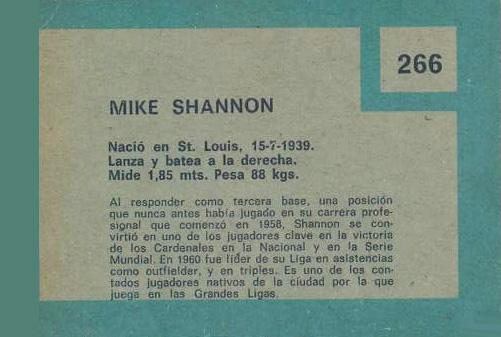 266
MIKE SHANNON
Nació en St. Louis, 15-7-1939.
Lanza y batea a la derecha.
Mide 1,85 mts. Pesa 88 kgs.
Al responder como tercera base, una posición
que nunca antes había jugado en su carrera profe-
signal que comenzó en 1958, Shannon se con-
virtió en uno de los jugadores clave en la victoria
de los Cardenales en la Nacional y en la Serie
Mundial. En 1960 fue líder de su Liga en asistencias
como outfielder, y en triples. Es uno de los con-
tados jugadores nativos de la ciudad por la que
juega en las Grandes Ligas.